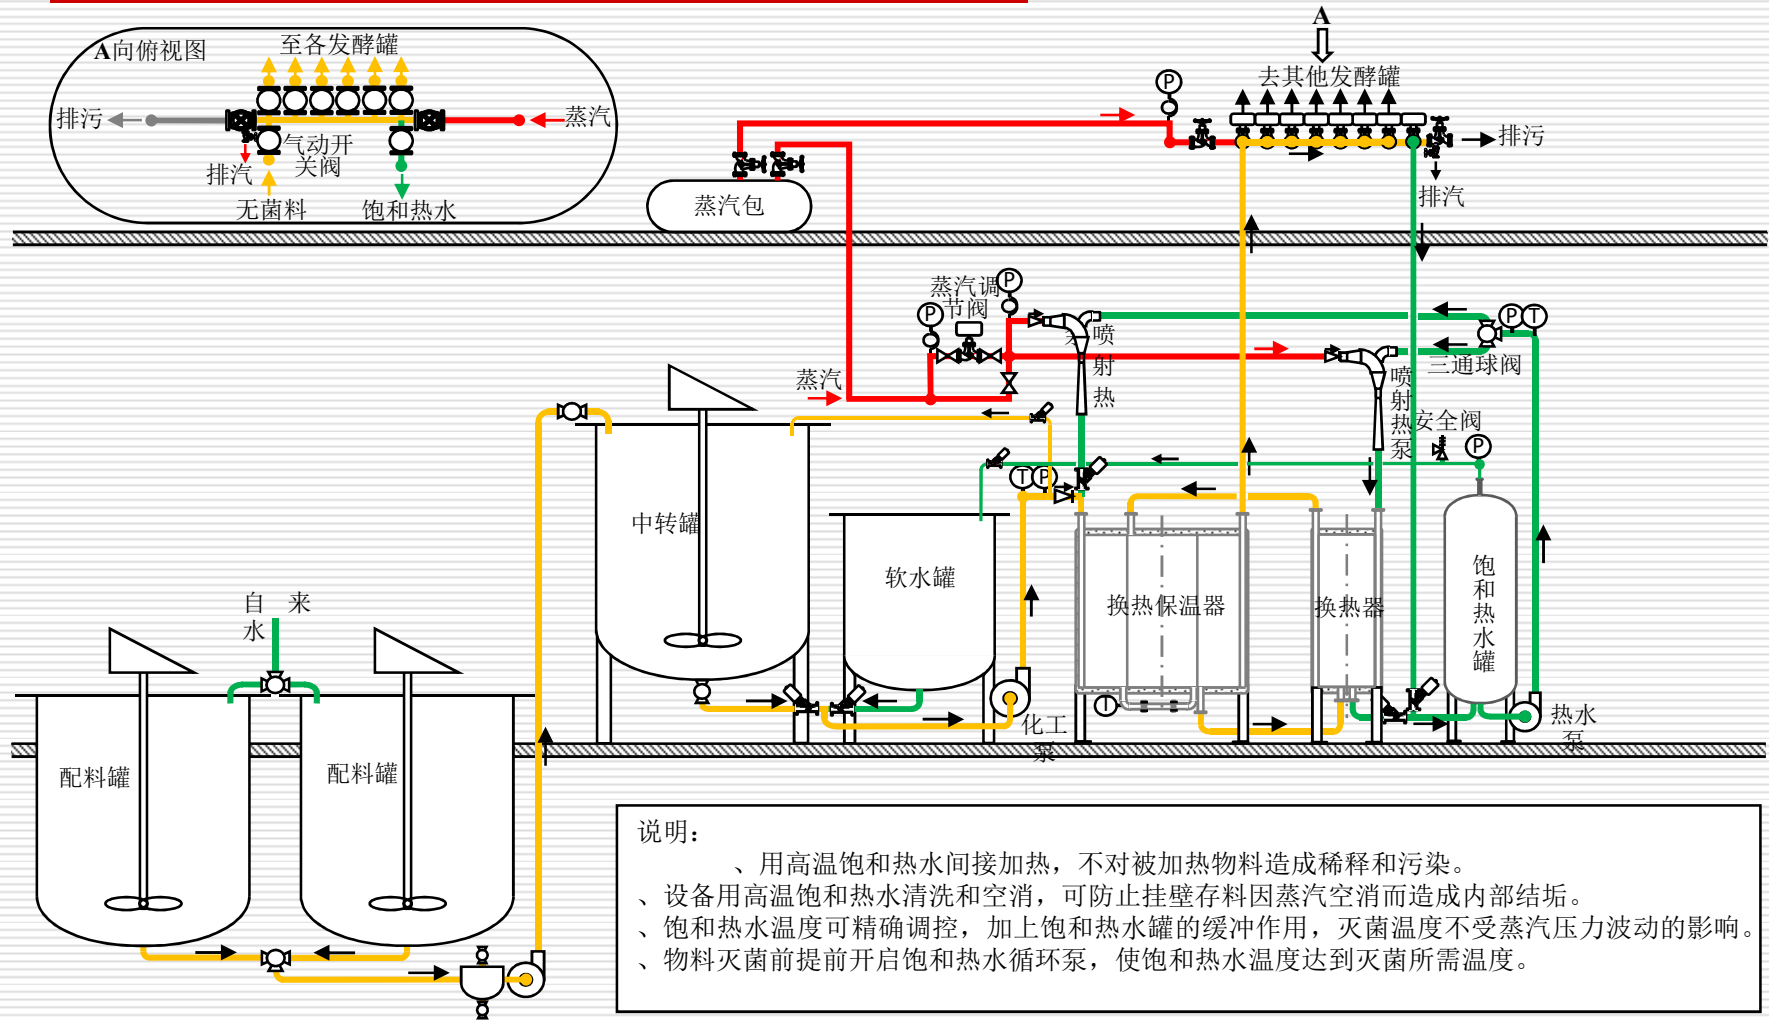 A
A向俯视图
至各发酵罐
去其他发酵罐
P
排污
蒸汽
气动开
关阀
排汽
无菌料
饱和热水
排污
排汽
蒸汽包
蒸汽调
节阀
P
P
喷
射
热
P
T
三通球阀
蒸汽
喷
射
热
泵
安全阀
P
T
P
中转罐
软水罐
换热保温器
换热器
饱
和
热
水
罐
自 来
水
T
化工
泵
热水
泵
配料罐
配料罐
说明：
、用高温饱和热水间接加热，不对被加热物料造成稀释和污染。
、设备用高温饱和热水清洗和空消，可防止挂壁存料因蒸汽空消而造成内部结垢。
、饱和热水温度可精确调控，加上饱和热水罐的缓冲作用，灭菌温度不受蒸汽压力波动的影响。
、物料灭菌前提前开启饱和热水循环泵，使饱和热水温度达到灭菌所需温度。